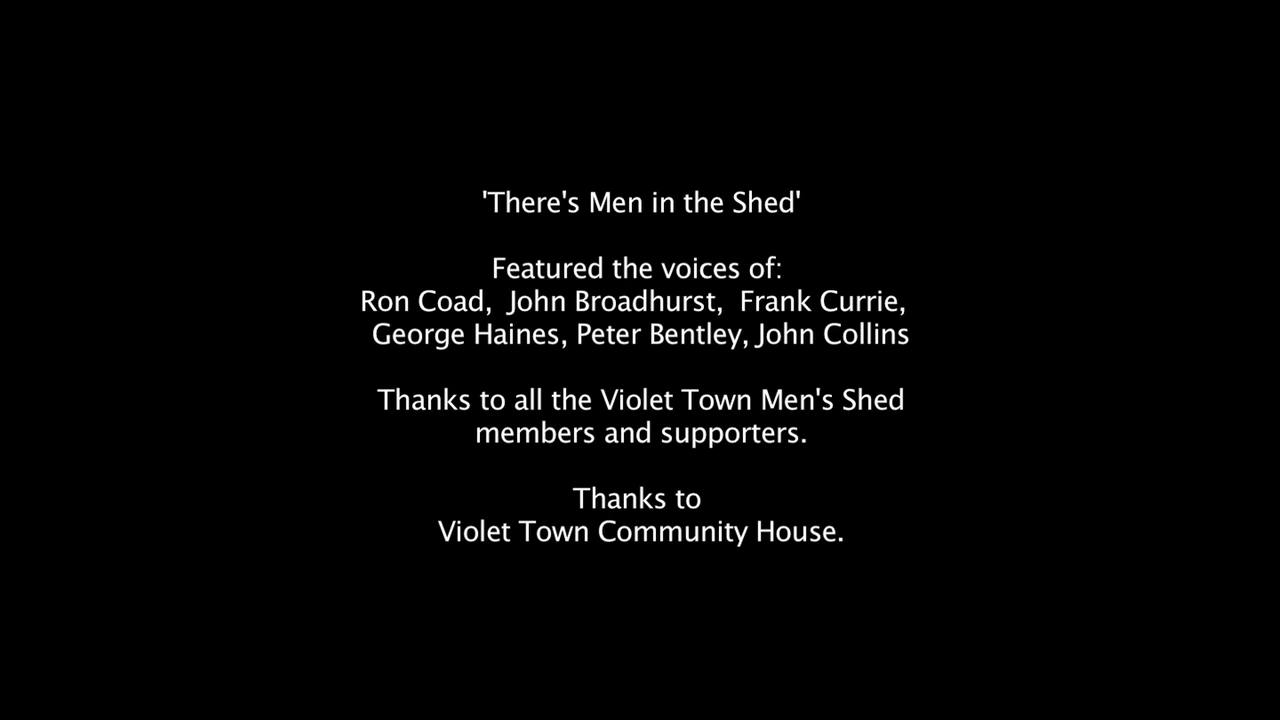 'There's Men in the Shed'
Featured the voices of:
Ron Coad, John Broadhurst, Frank Currie,
George Haines, Peter Bentley, John Collins
Thanks to all the Violet Town Men's Shed
members and supporters.
Thanks to
Violet Town Community House.